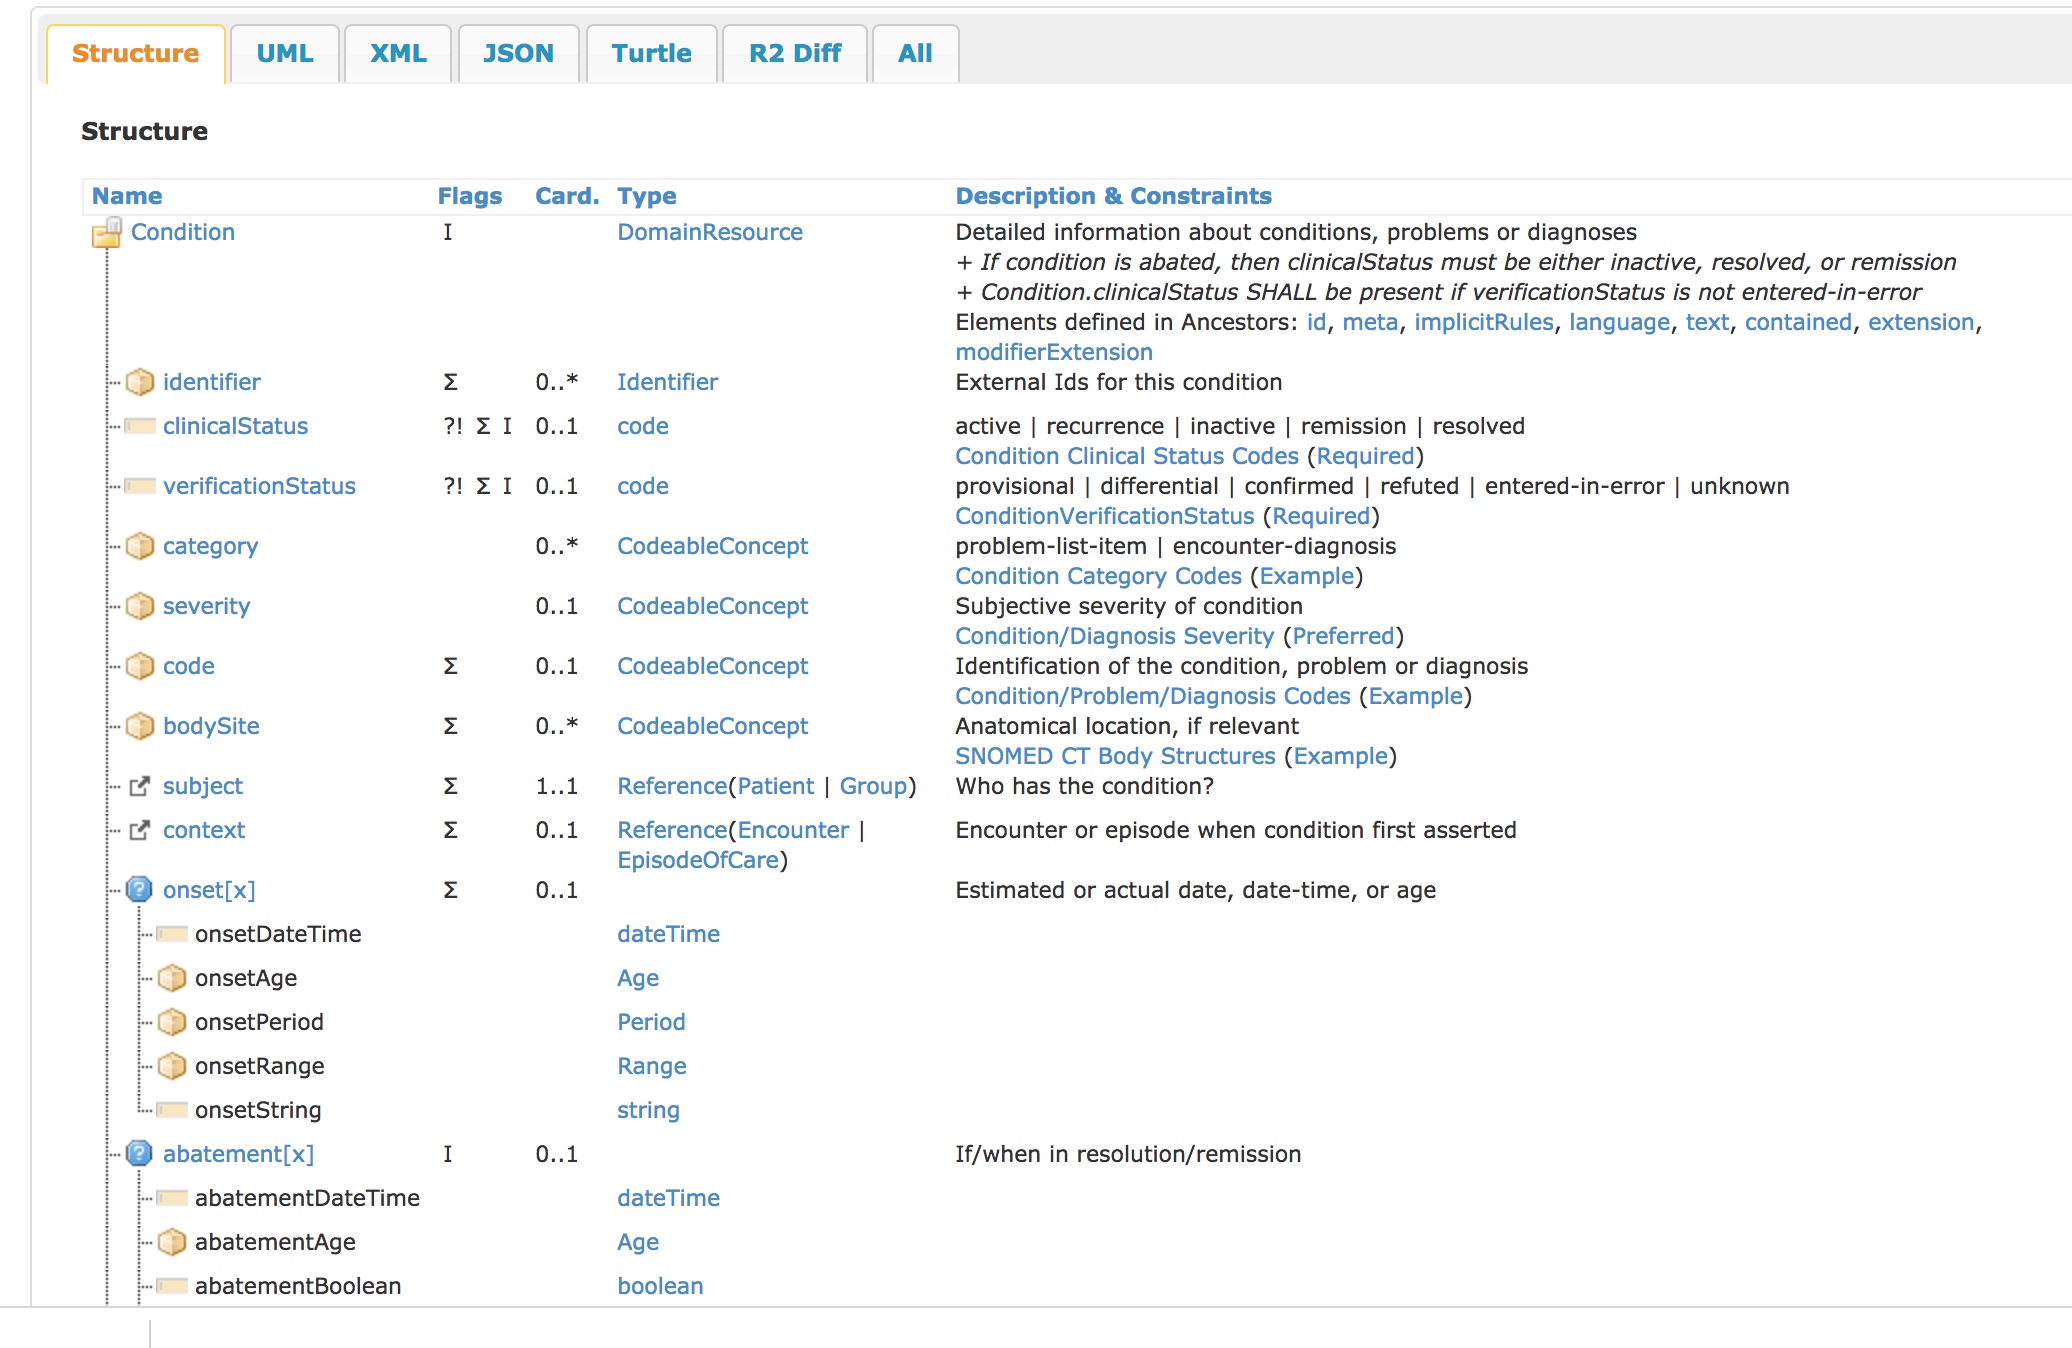 Structure UML XML JSON Turtle R2 Diff All
Structure
Name Flags Card. Type Description & Constraints
Condition I DomainResource Detailed information about conditions, problems or diagnoses
+ If condition is abated, then clinicalStatus must be either inactive, resolved, or remission
+ Condition.clinicalStatus SHALL be present if verificationStatus is not entered-in-error
Elements defined in Ancestors: id, meta, implicitRules, language, text, contained, extension,
modifierExtension
identifier Σ 0..* Identifier External Ids for this condition
clinicalStatus ?! Σ I 0..1 code active | recurrence | inactive | remission | resolved
Condition Clinical Status Codes (Required)
verificationStatus ?! Σ I 0..1 code provisional | differential | confirmed | refuted | entered-in-error | unknown
ConditionVerificationStatus (Required)
category 0..* CodeableConcept problem-list-item | encounter-diagnosis
Condition Category Codes (Example)
severity 0..1 CodeableConcept Subjective severity of condition
Condition/Diagnosis Severity (Preferred)
code Σ 0..1 CodeableConcept Identification of the condition, problem or diagnosis
Condition/Problem/Diagnosis Codes (Example)
bodySite Σ 0..* CodeableConcept Anatomical location, if relevant
SNOMED CT Body Structures (Example)
subject Σ 1..1 Reference(Patient | Group) Who has the condition?
context Σ 0..1 Reference(Encounter | Encounter or episode when condition first asserted
EpisodeOfCare)
onset[x] Σ 0..1 Estimated or actual date, date-time, or age
onsetDateTime dateTime
onsetAge Age
onsetPeriod Period
onsetRange Range
onsetString string
abatement[x] I 0..1 If/when in resolution/remission
abatementDateTime dateTime
abatementAge Age
abatementBoolean boolean